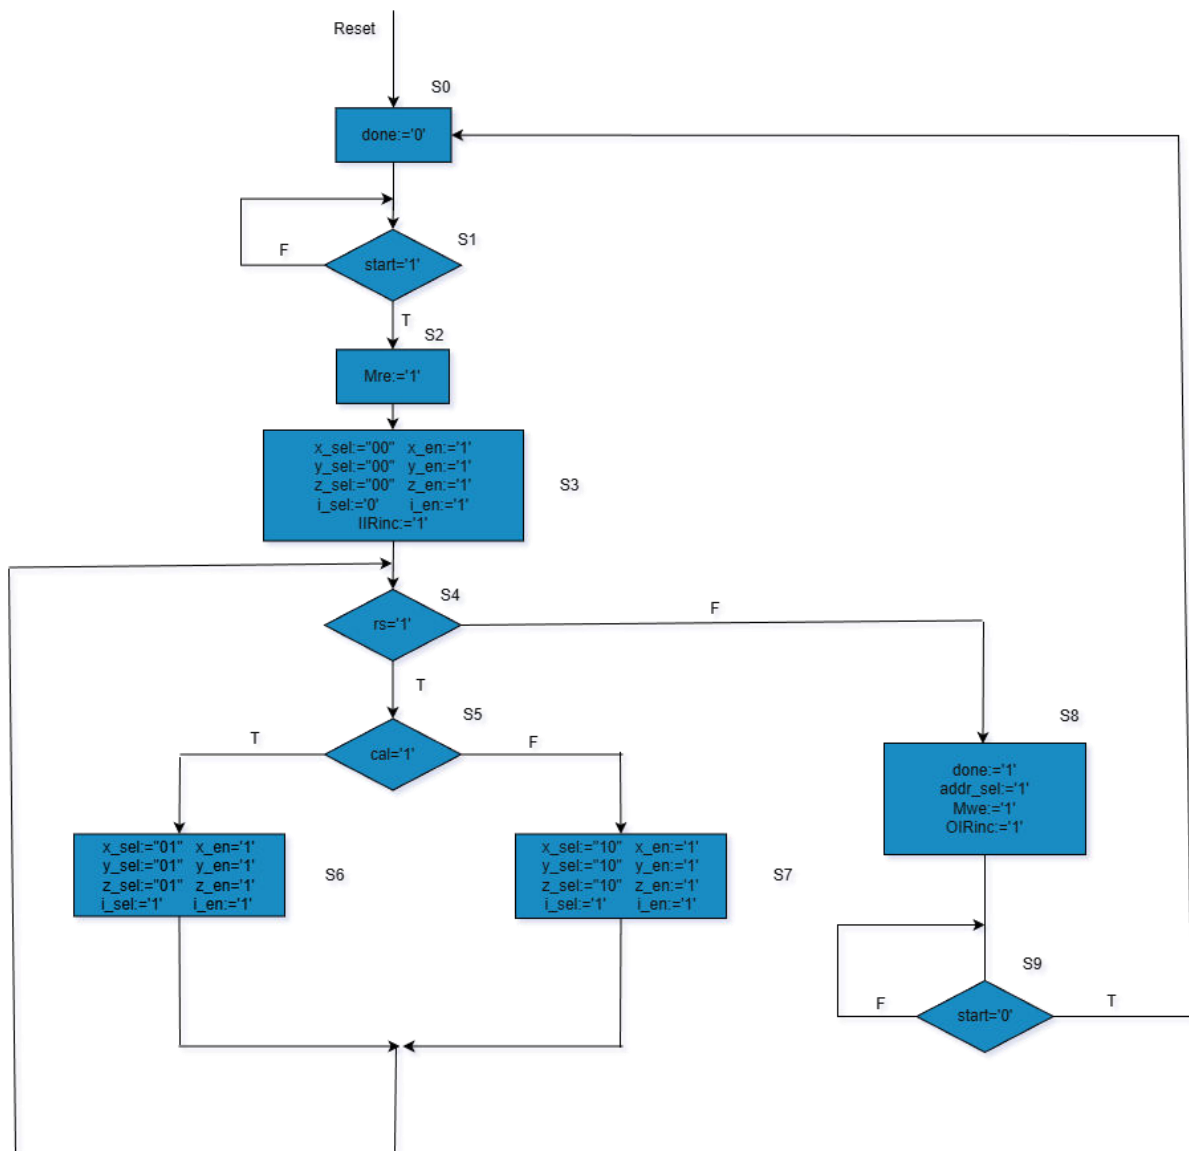 Reset
S0
done:='0'
F
S1
start='1'
T
S2
Mre:='1'
x_sel:="00" x_en:='1'
y_sel:="00" y_en:='1'
z_sel:="00" z_en:='1'
i_sel:='0' i_en:='1'
IIRinc:='1'
S3
S4
rs='1'
F
T
S5
cal='1'
T
F
S8
done:='1'
addr_sel:='1'
Mwe:='1'
OIRinc:='1'
x_sel:="01" x_en='1'
y_sel:="01" y_en='1'
z_sel:="01" z_en='1'
i_sel:='1' i_en:='1'
S6
x_sel:="10" x_en:='1'
y_sel:="10" y_en:='1'
z_sel:="10" z_en:='1'
i_sel:='1' i_en:='1'
S7
S9
F
start='0'
T